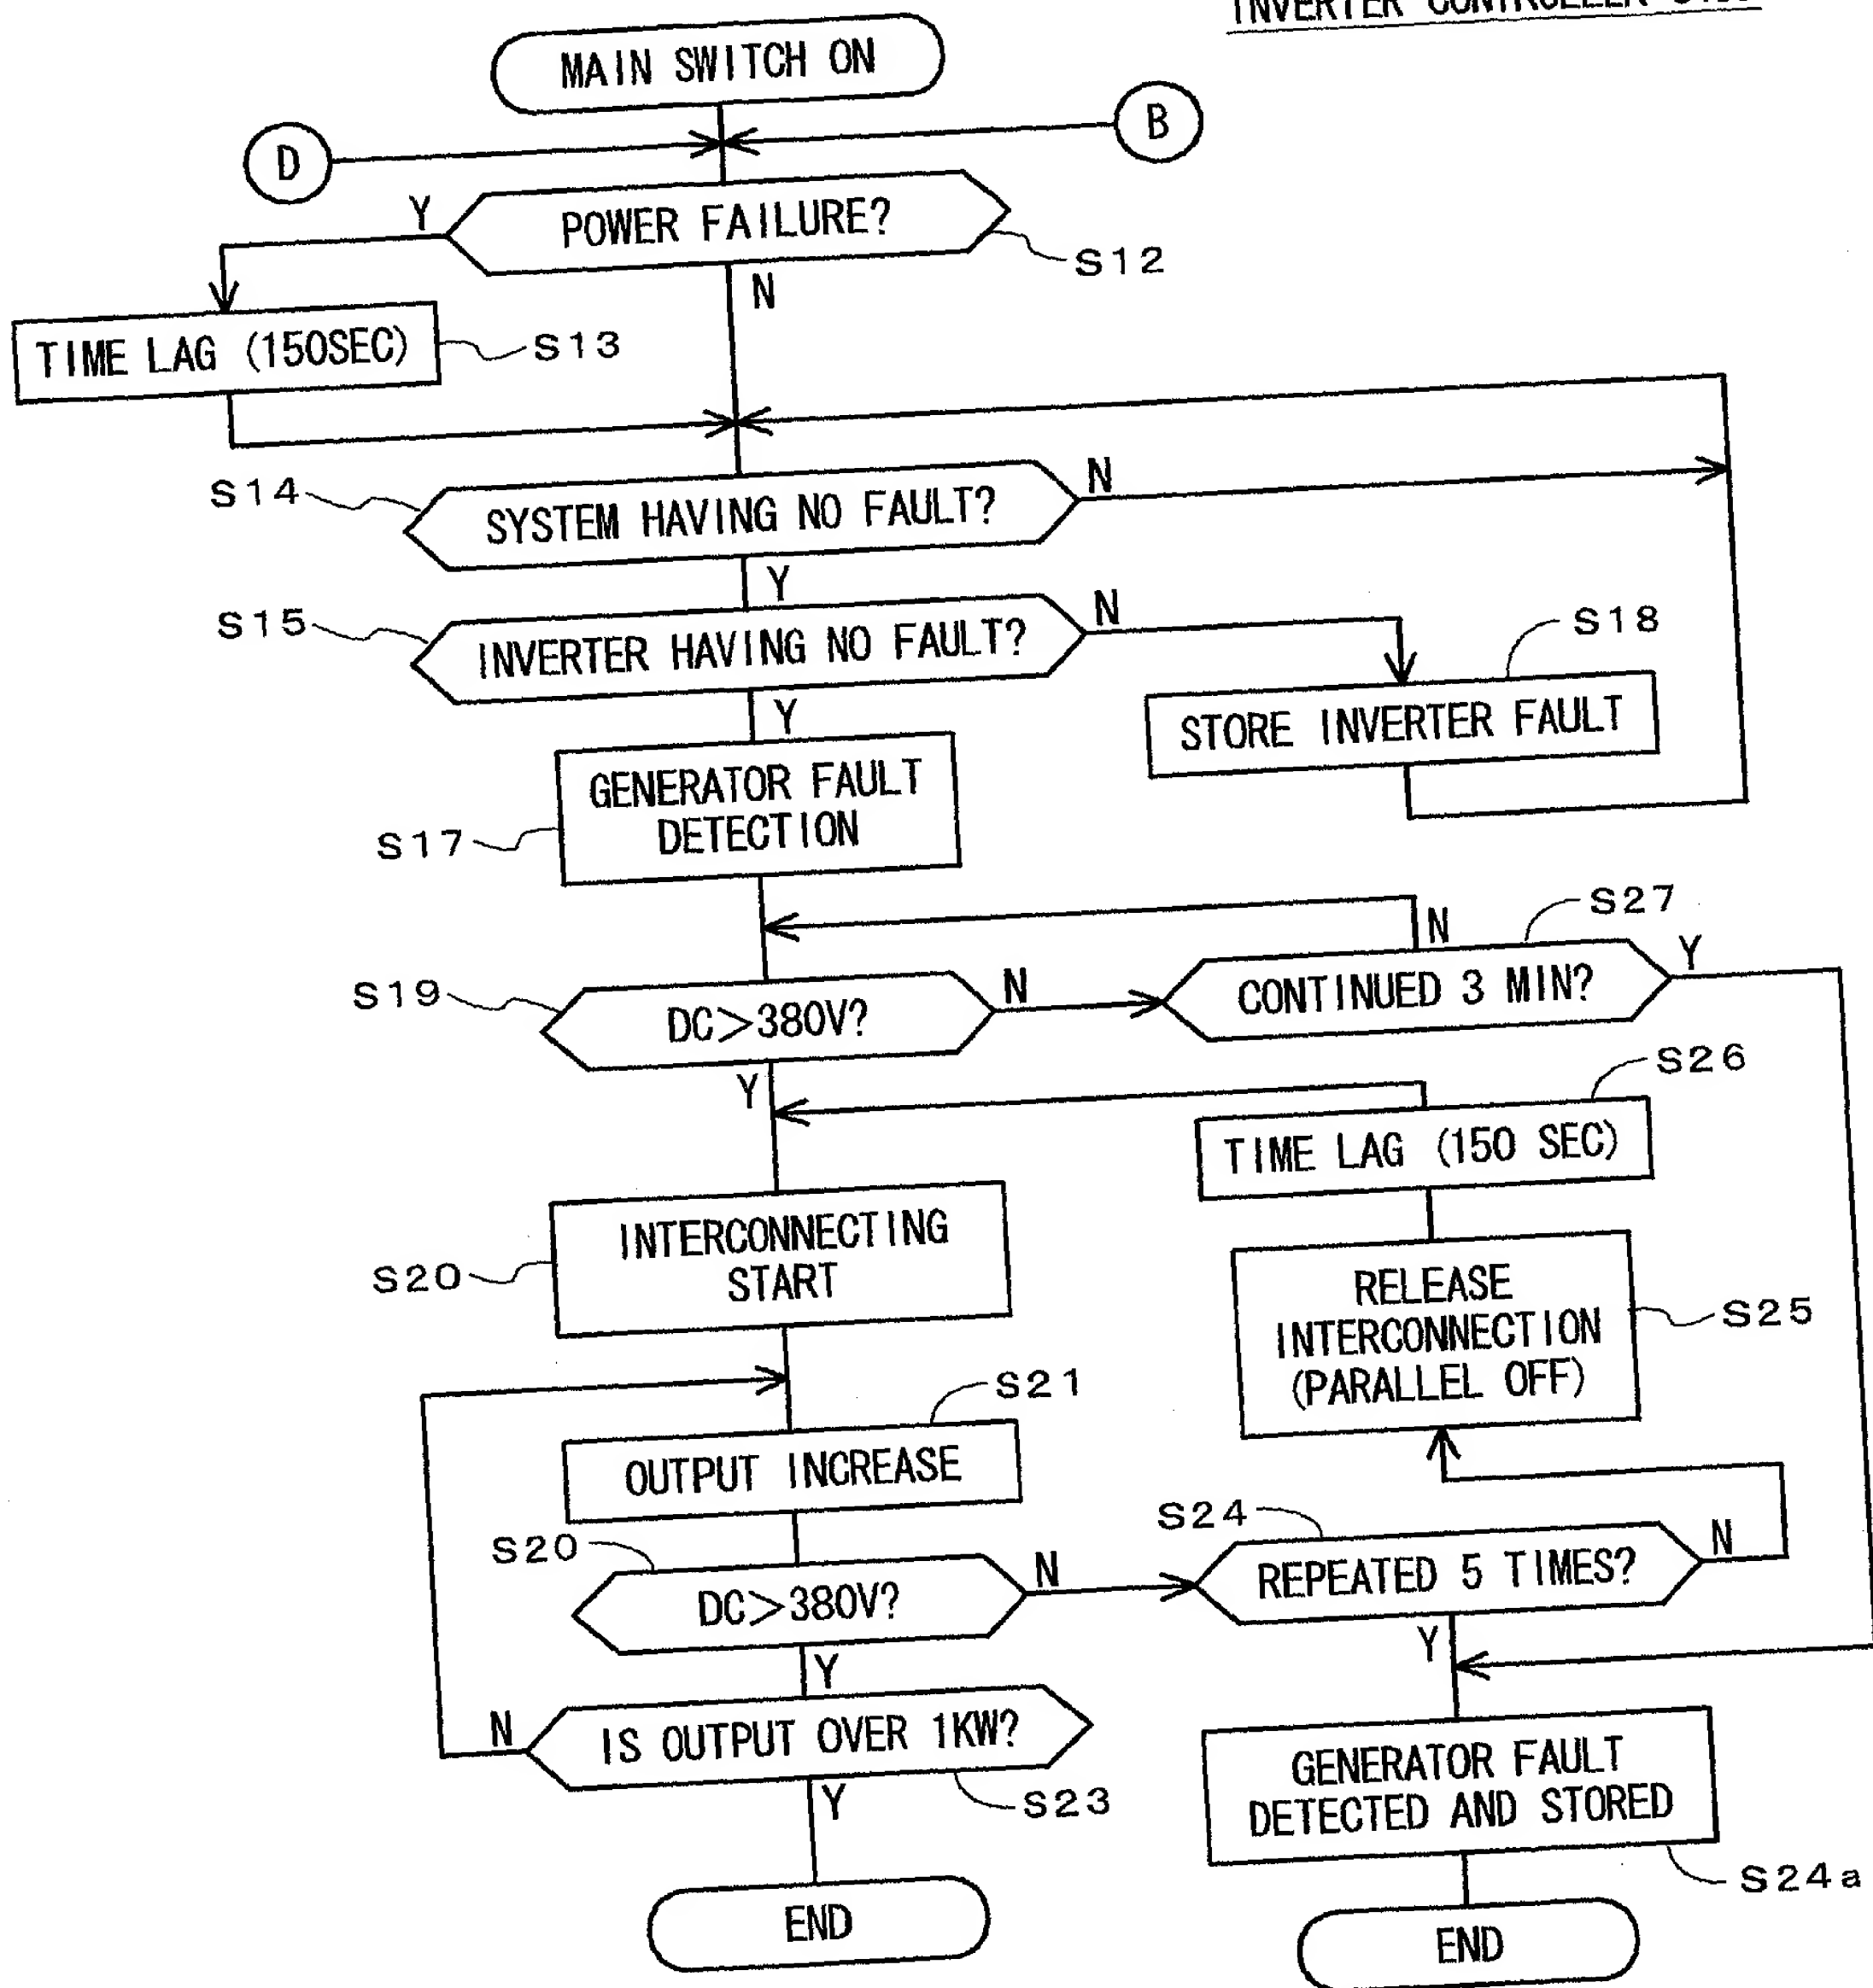 INVERTER CONTROLLER
MAIN SWITCH ON
D
B
Y
POWER FAILURE?
S12
N
TIME LAG (150SEC)
S13
S14
SYSTEM HAVING NO FAULT?
N
Y
S15
INVERTER HAVING NO FAULT?
N
S18
Y
STORE INVERTER FAULT
GENERATOR FAULT
DETECTION
S17
S27
N
Y
S19
DC>380V?
N
CONTINUED 3 MIN?
Y
S26
TIME LAG (150 SEC)
INTERCONNECTING
START
S20
RELEASE
INTERCONNECTION
(PARALLEL OFF)
S25
S21
OUTPUT INCREASE
S20
DC>380V?
N
S24
REPEATED 5 TIMES?
N
Y
Y
N
IS OUTPUT OVER 1KW?
S23
Y
GENERATOR FAULT
DETECTED AND STORED
S24a
END
END